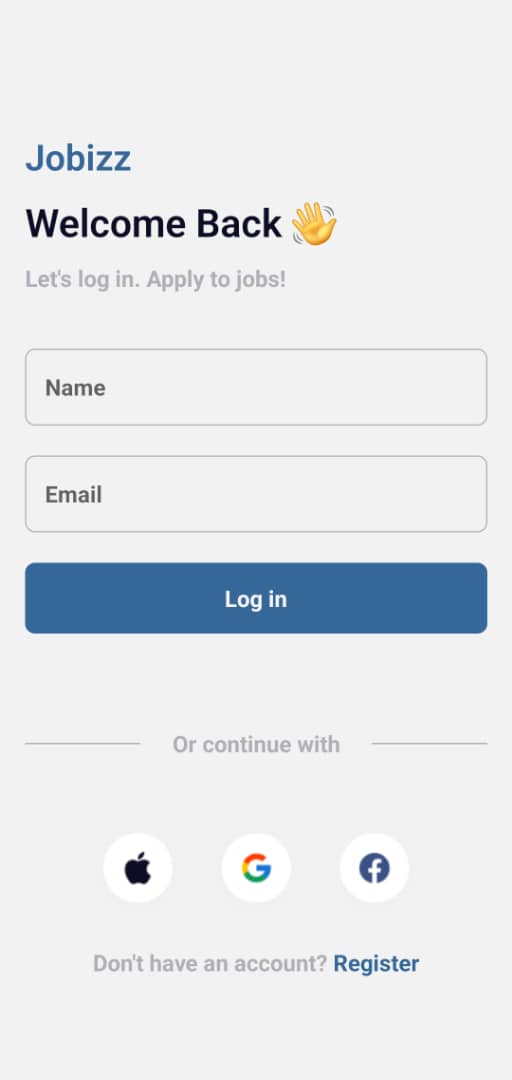 Jobizz
Welcome Back 👋
Let's log in. Apply to jobs!
Name
Email
Log in
Or continue with
Don't have an account? Register